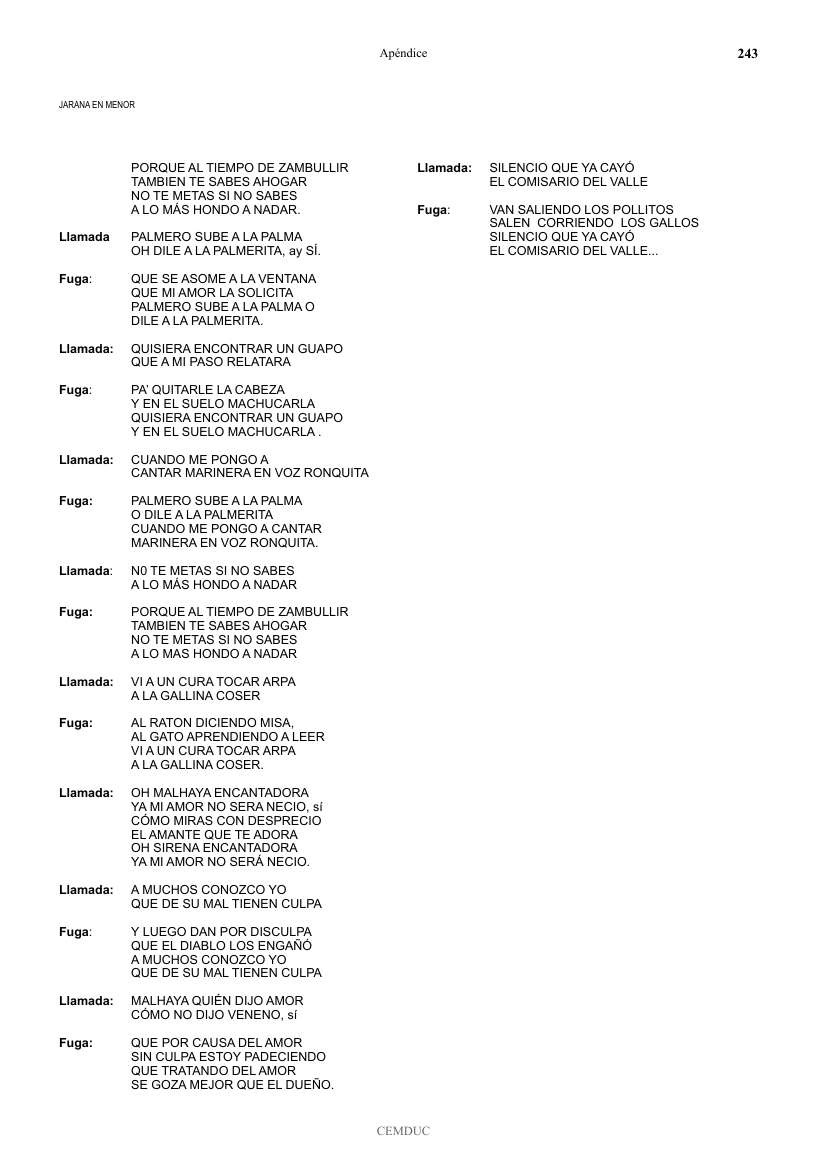 Apéndice
243
JARANA EN MENOR
PORQUE AL TIEMPO DE ZAMBULLIR
TAMBIEN TE SABES AHOGAR
NO TE METAS SI NO SABES
A LO MÁS HONDO A NADAR.
Llamada PALMERO SUBE A LA PALMA
OH DILE A LA PALMERITA, ay SÍ.
Fuga: QUE SE ASOME A LA VENTANA
QUE MI AMOR LA SOLICITA
PALMERO SUBE A LA PALMA O
DILE A LA PALMERITA.
Llamada: QUISIERA ENCONTRAR UN GUAPO
QUE A MI PASO RELATARA
Fuga: PA' QUITARLE LA CABEZA
Y EN EL SUELO MACHUCARLA
QUISIERA ENCONTRAR UN GUAPO
Y EN EL SUELO MACHUCARLA .
Llamada: CUANDO ME PONGO A
CANTAR MARINERA EN VOZ RONQUITA
Fuga: PALMERO SUBE A LA PALMA
O DILE A LA PALMERITA
CUANDO ME PONGO A CANTAR
MARINERA EN VOZ RONQUITA.
Llamada: N0 TE METAS SI NO SABES
A LO MÁS HONDO A NADAR
Fuga: PORQUE AL TIEMPO DE ZAMBULLIR
TAMBIEN TE SABES AHOGAR
NO TE METAS SI NO SABES
A LO MAS HONDO A NADAR
Llamada: VI A UN CURA TOCAR ARPA
A LA GALLINA COSER
Fuga: AL RATON DICIENDO MISA,
AL GATO APRENDIENDO A LEER
VI A UN CURA TOCAR ARPA
A LA GALLINA COSER.
Llamada: OH MALHAYA ENCANTADORA
YA MI AMOR NO SERA NECIO, sí
CÓMO MIRAS CON DESPRECIO
EL AMANTE QUE TE ADORA
OH SIRENA ENCANTADORA
YA MI AMOR NO SERÁ NECIO.
Llamada: A MUCHOS CONOZCO YO
QUE DE SU MAL TIENEN CULPA
Fuga: Y LUEGO DAN POR DISCULPA
QUE EL DIABLO LOS ENGAÑÓ
A MUCHOS CONOZCO YO
QUE DE SU MAL TIENEN CULPA
Llamada: MALHAYA QUIÉN DIJO AMOR
CÓMO NO DIJO VENENO, sí
Fuga: QUE POR CAUSA DEL AMOR
SIN CULPA ESTOY PADECIENDO
QUE TRATANDO DEL AMOR
SE GOZA MEJOR QUE EL DUEÑO.
Llamada: SILENCIO QUE YA CAYÓ
EL COMISARIO DEL VALLE
Fuga: VAN SALIENDO LOS POLLITOS
SALEN CORRIENDO LOS GALLOS
SILENCIO QUE YA CAYÓ
EL COMISARIO DEL VALLE...
CEMDUC